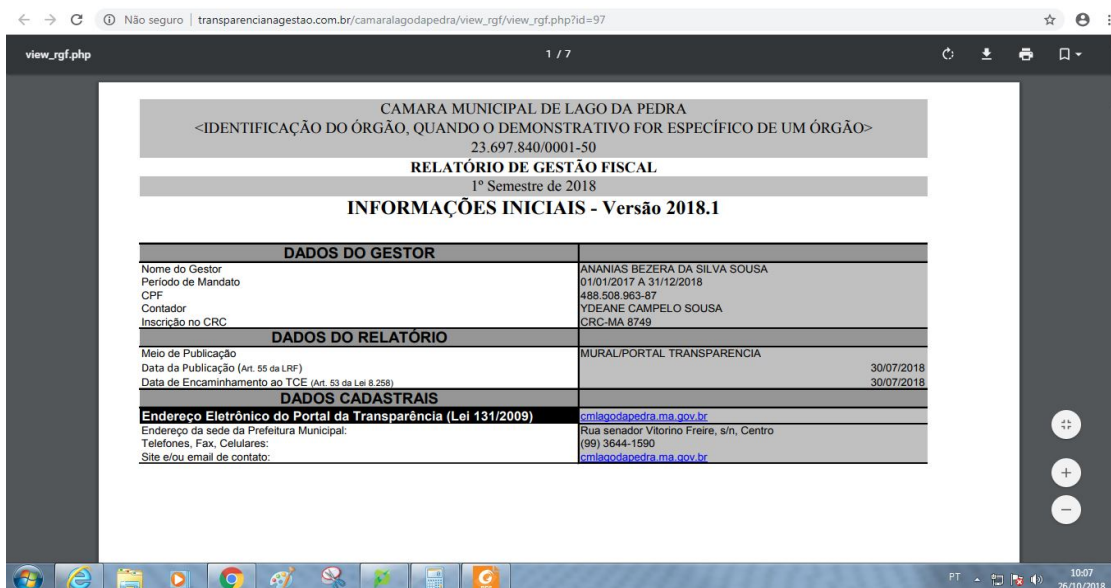 Não seguro | transparencianagestao.com.br/camaralagodapedra/view_rgf/view_rgf.php?id=97
view_rgf.php 1 / 7
CAMARA MUNICIPAL DE LAGO DA PEDRA
<IDENTIFICAÇÃO DO ÓRGÃO, QUANDO O DEMONSTRATIVO FOR ESPECÍFICO DE UM ÓRGÃO>
23.697.840/0001-50
RELATÓRIO DE GESTÃO FISCAL
1º Semestre de 2018
INFORMAÇÕES INICIAIS - Versão 2018.1
DADOS DO GESTOR
Nome do Gestor ANANIAS BEZERA DA SILVA SOUSA
Período de Mandato 01/01/2017 A 31/12/2018
CPF 488.508.963-87
Contador YDEANE CAMPELO SOUSA
Inscrição no CRC CRC-MA 8749
DADOS DO RELATÓRIO
Meio de Publicação MURAL/PORTAL TRANSPARENCIA
Data da Publicação (Art. 55 da LRF) 30/07/2018
Data de Encaminhamento ao TCE (Art. 53 da Lei 8.258) 30/07/2018
DADOS CADASTRAIS
Endereço Eletrônico do Portal da Transparência (Lei 131/2009) cmlagodapedra.ma.gov.br
Endereço da sede da Prefeitura Municipal: Rua senador Vitorino Freire, s/n, Centro
Telefones, Fax, Celulares: (99) 3644-1590
Site e/ou email de contato: cmlagodapedra.ma.gov.br
PT 10:07
26/10/2018